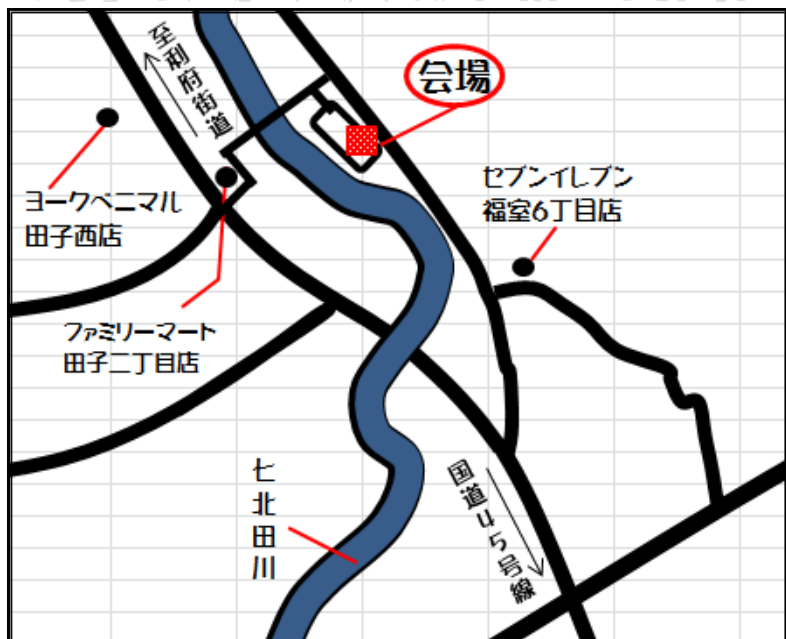 至利府街道
会場
ヨークベニマル
田子西店
セブンイレブン
福室6丁目店
ファミリーマート
田子二丁目店
七北田川
国道45号線